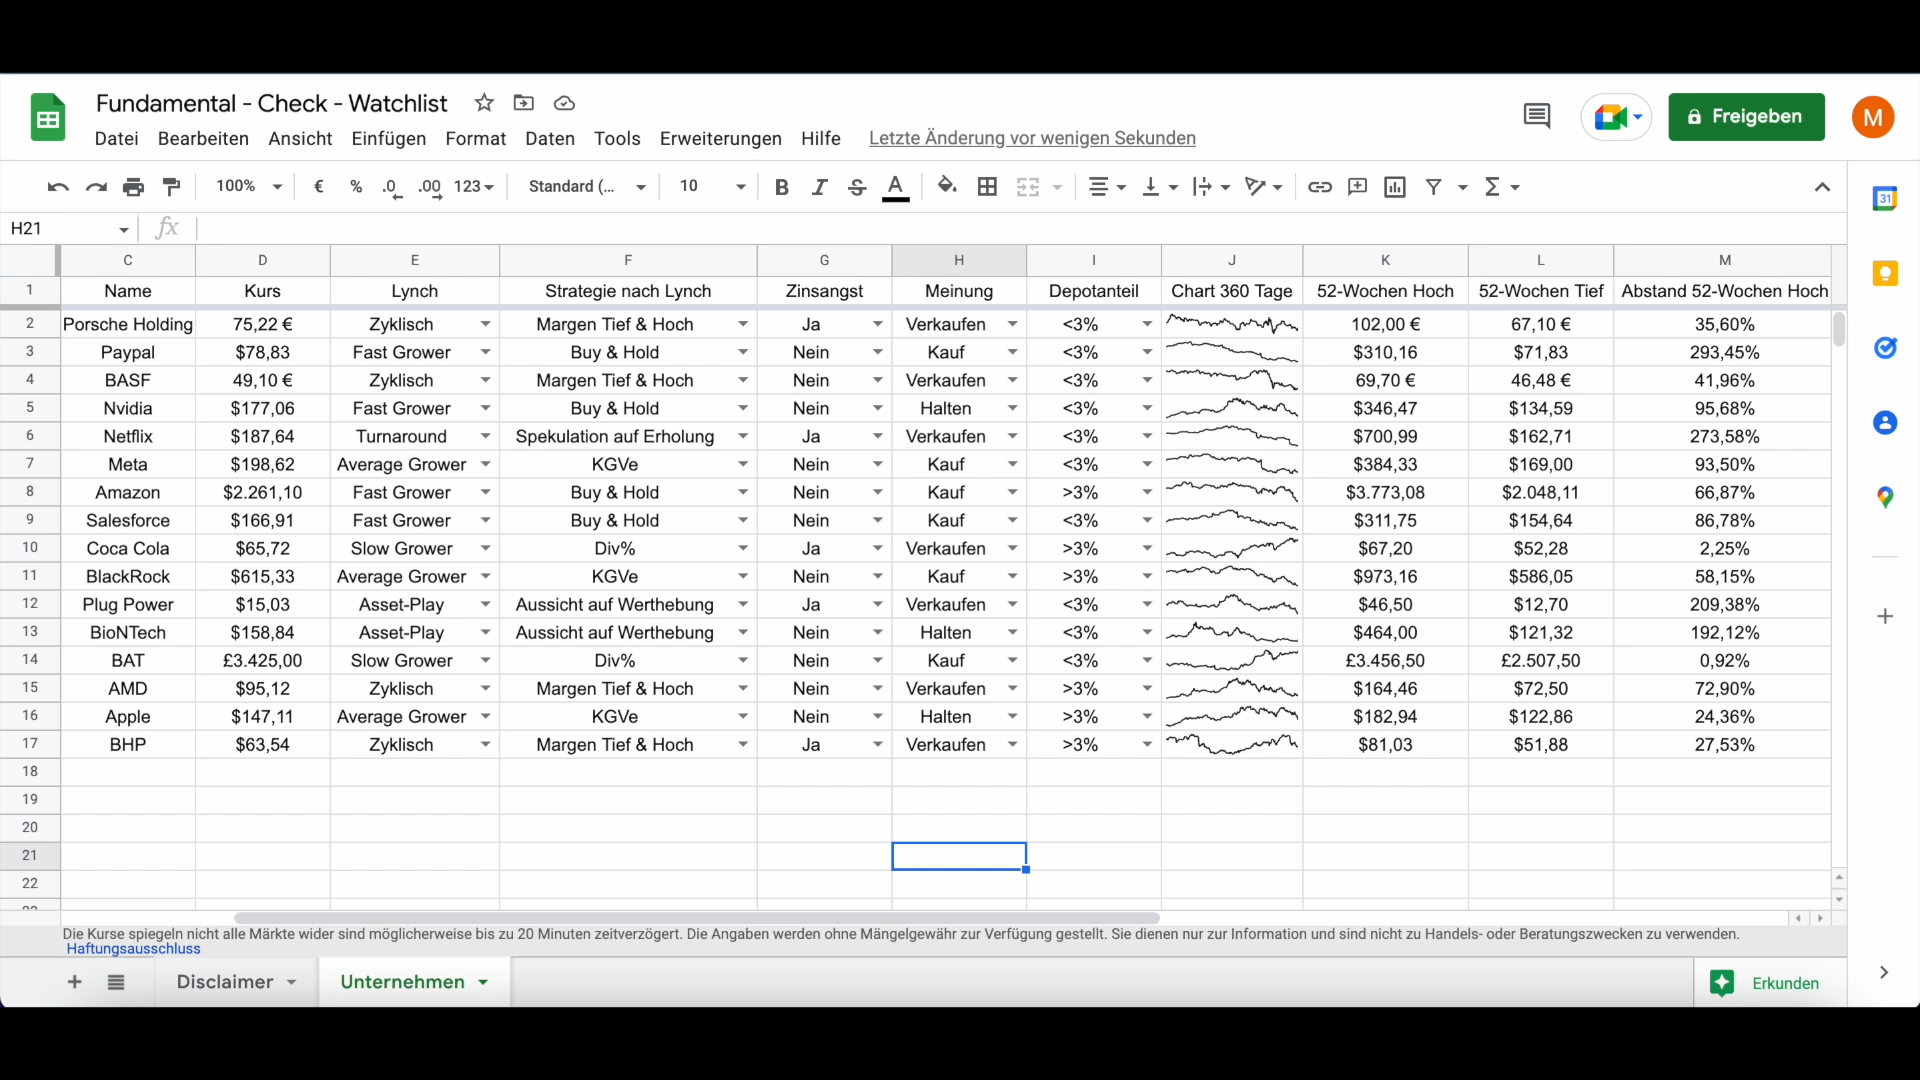 Fundamental - Check - Watchlist
Freigeben
M
Datei Bearbeiten Ansicht Einfügen Format Daten Tools Erweiterungen Hilfe Letzte Änderung vor wenigen Sekunden
100% € % .0 .00 123 Standard (... 10 B I S A Σ
31
H21 fx
C D E F G H I J K L M
1 Name Kurs Lynch Strategie nach Lynch Zinsangst Meinung Depotanteil Chart 360 Tage 52-Wochen Hoch 52-Wochen Tief Abstand 52-Wochen Hoch
2 Porsche Holding 75,22 € Zyklisch Margen Tief & Hoch Ja Verkaufen <3% 102,00 € 67,10 € 35,60%
3 Paypal $78,83 Fast Grower Buy & Hold Nein Kauf <3% $310,16 $71,83 293,45%
4 BASF 49,10 € Zyklisch Margen Tief & Hoch Nein Verkaufen <3% 69,70 € 46,48 € 41,96%
5 Nvidia $177,06 Fast Grower Buy & Hold Nein Halten <3% $346,47 $134,59 95,68%
6 Netflix $187,64 Turnaround Spekulation auf Erholung Ja Verkaufen <3% $700,99 $162,71 273,58%
7 Meta $198,62 Average Grower KGVe Nein Kauf <3% $384,33 $169,00 93,50%
8 Amazon $2.261,10 Fast Grower Buy & Hold Nein Kauf >3% $3.773,08 $2.048,11 66,87%
9 Salesforce $166,91 Fast Grower Buy & Hold Nein Kauf <3% $311,75 $154,64 86,78%
10 Coca Cola $65,72 Slow Grower Div% Ja Verkaufen >3% $67,20 $52,28 2,25%
11 BlackRock $615,33 Average Grower KGVe Nein Kauf >3% $973,16 $586,05 58,15%
12 Plug Power $15,03 Asset-Play Aussicht auf Werthebung Ja Verkaufen <3% $46,50 $12,70 209,38%
13 BioNTech $158,84 Asset-Play Aussicht auf Werthebung Nein Halten <3% $464,00 $121,32 192,12%
14 BAT £3.425,00 Slow Grower Div% Nein Kauf <3% £3.456,50 £2.507,50 0,92%
15 AMD $95,12 Zyklisch Margen Tief & Hoch Nein Verkaufen >3% $164,46 $72,50 72,90%
16 Apple $147,11 Average Grower KGVe Nein Halten >3% $182,94 $122,86 24,36%
17 BHP $63,54 Zyklisch Margen Tief & Hoch Ja Verkaufen >3% $81,03 $51,88 27,53%
18
19
20
21
22
Die Kurse spiegeln nicht alle Märkte wider sind möglicherweise bis zu 20 Minuten zeitverzögert. Die Angaben werden ohne Mängelgewähr zur Verfügung gestellt. Sie dienen nur zur Information und sind nicht zu Handels- oder Beratungszwecken zu verwenden.
Haftungsausschluss
Disclaimer Unternehmen Erkunden